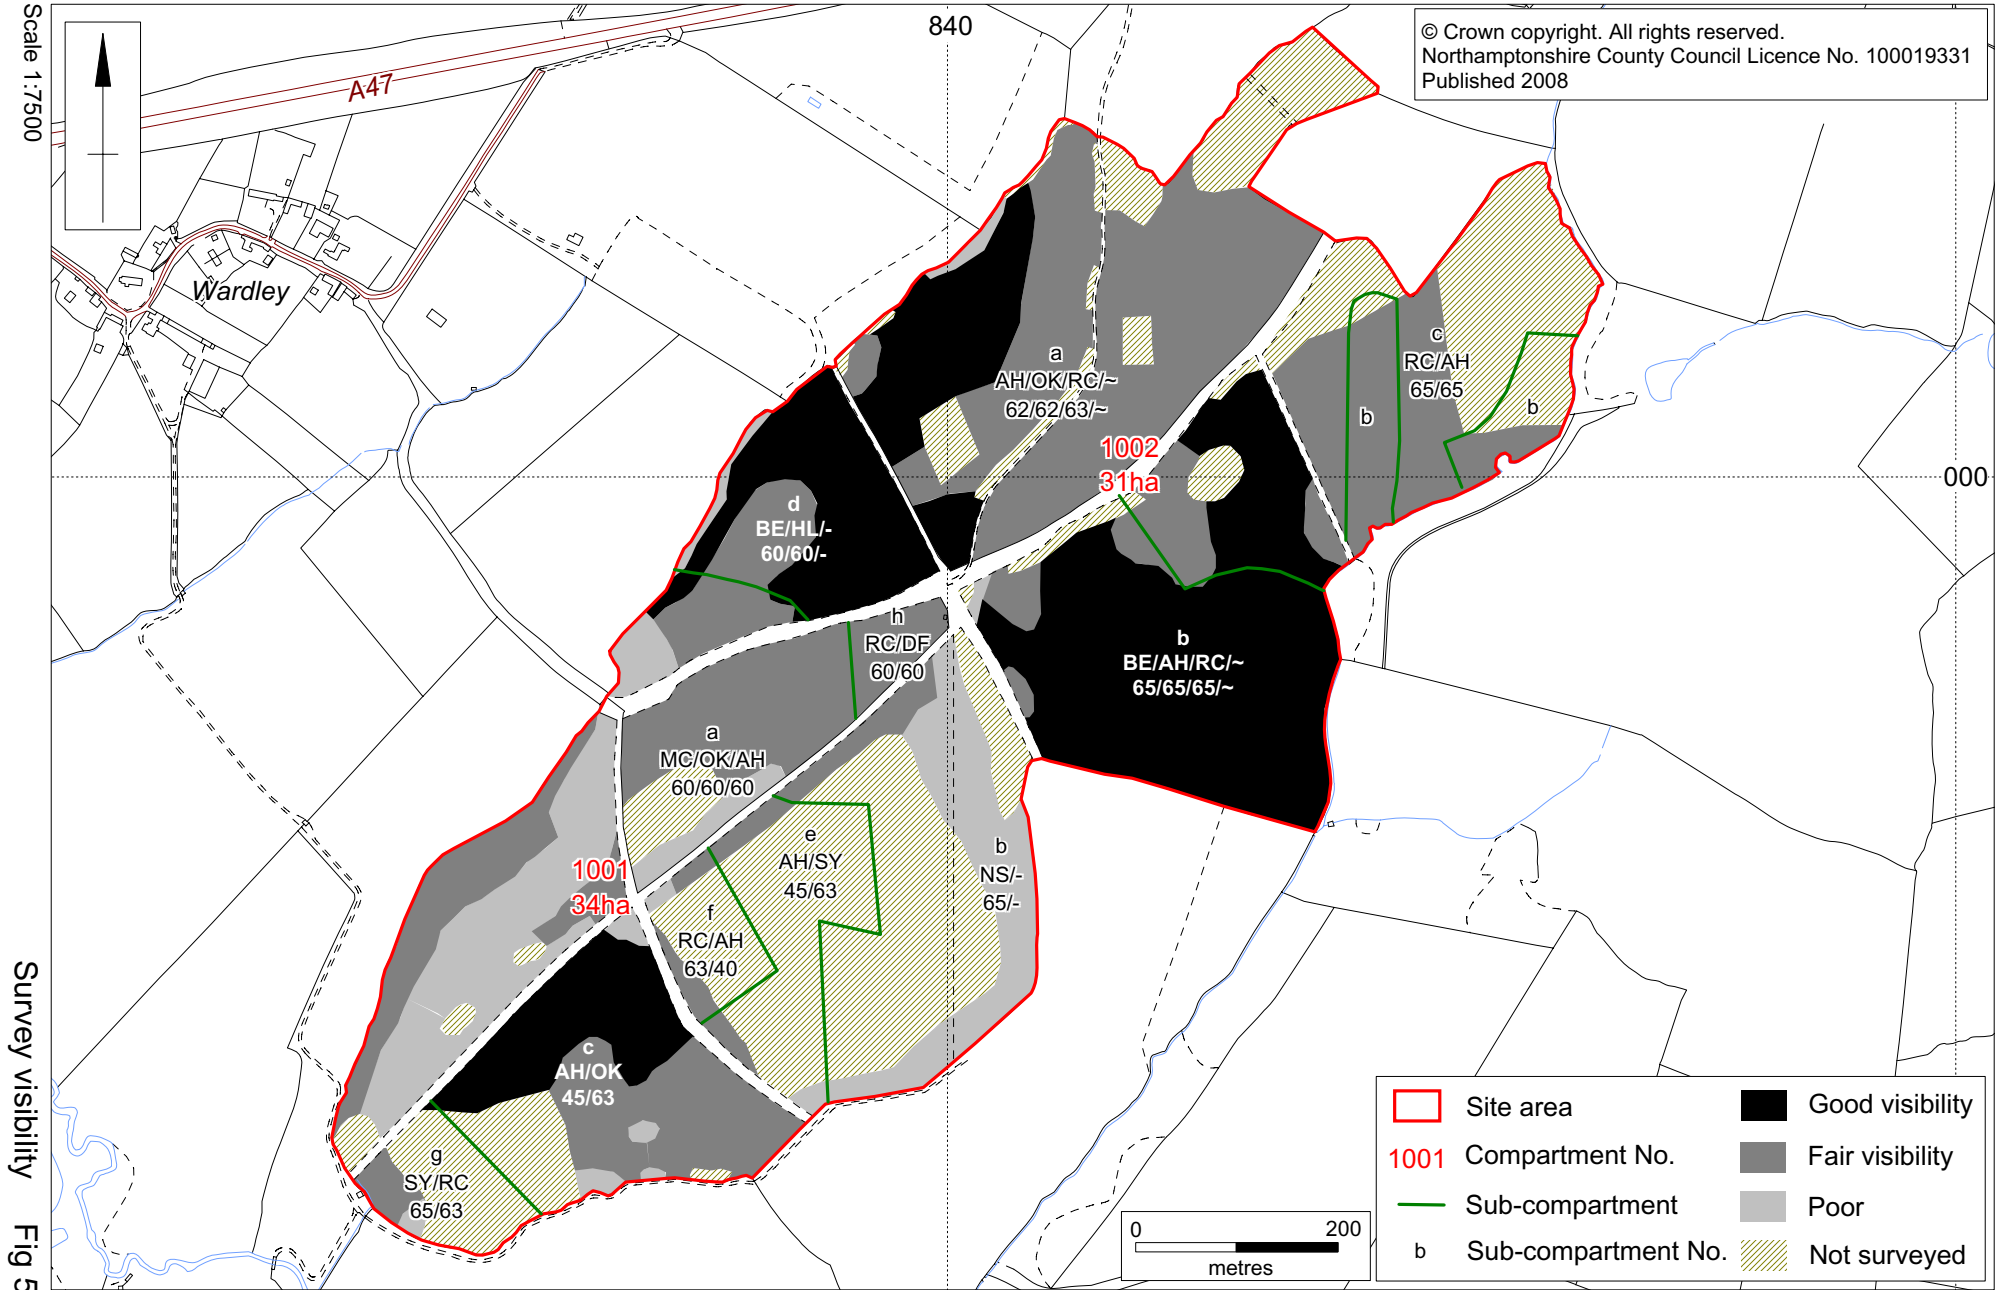 Scale 1:7500
840
A47
© Crown copyright. All rights reserved.
Northamptonshire County Council Licence No. 100019331
Published 2008
Wardley
a
AH/OK/RC/~
62/62/63/~
c
RC/AH
65/65
b
b
1002
31ha
000
d
BE/HL/-
60/60/-
h
RC/DF
60/60
b
BE/AH/RC/~
65/65/65/~
a
MC/OK/AH
60/60/60
e
AH/SY
45/63
b
NS/-
65/-
1001
34ha
f
RC/AH
63/40
c
AH/OK
45/63
g
SY/RC
65/63
0 200
metres
Site area
1001 Compartment No.
Sub-compartment
b Sub-compartment No.
Good visibility
Fair visibility
Poor
Not surveyed
Survey visibility Fig 5